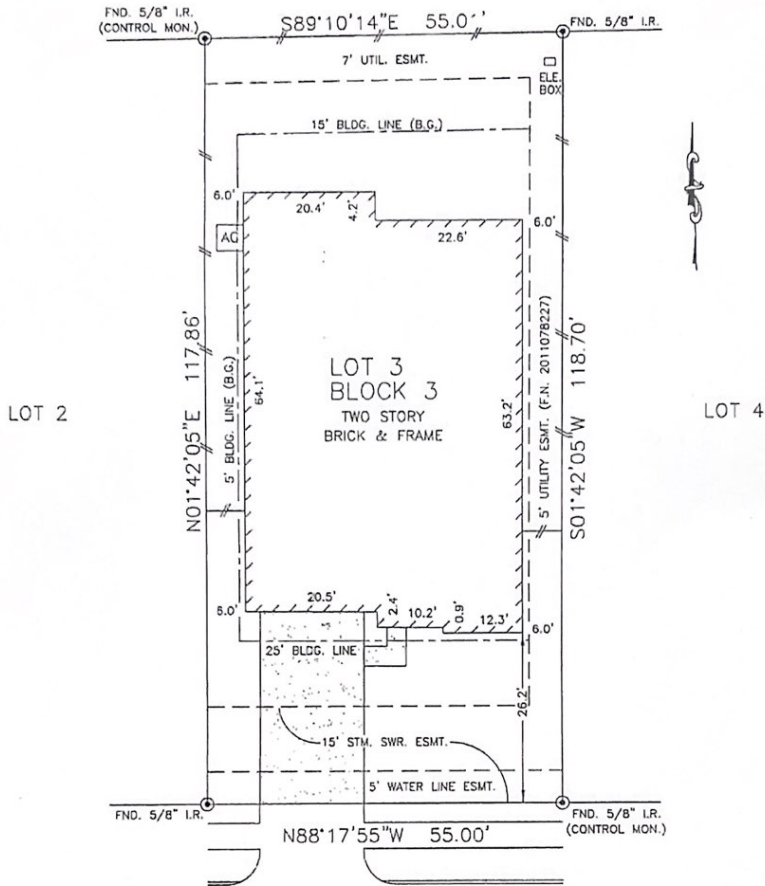 FND. 5/8" I.R.
(CONTROL MON.)
S89°10'14"E 55.01'
FND. 5/8" I.R.
7' UTIL. ESMT.
ELE.
BOX
15' BLDG. LINE (B.G.)
6.0'
20.4'
4.2'
22.6'
6.0'
AC
N01°42'05"E 117.86'
5' BLDG. LINE (B.G.)
64.1'
LOT 3
BLOCK 3
TWO STORY
BRICK & FRAME
63.2'
5' UTILITY ESMT. (F.N. 2011078227)
S01°42'05"W 118.70'
LOT 2
LOT 4
6.0'
20.5'
2.4'
10.2'
0.9'
12.3'
6.0'
25' BLDG. LINE
26.2'
15' STM. SWR. ESMT.
5' WATER LINE ESMT.
FND. 5/8" I.R.
N88°17'55"W 55.00'
FND. 5/8" I.R.
(CONTROL MON.)